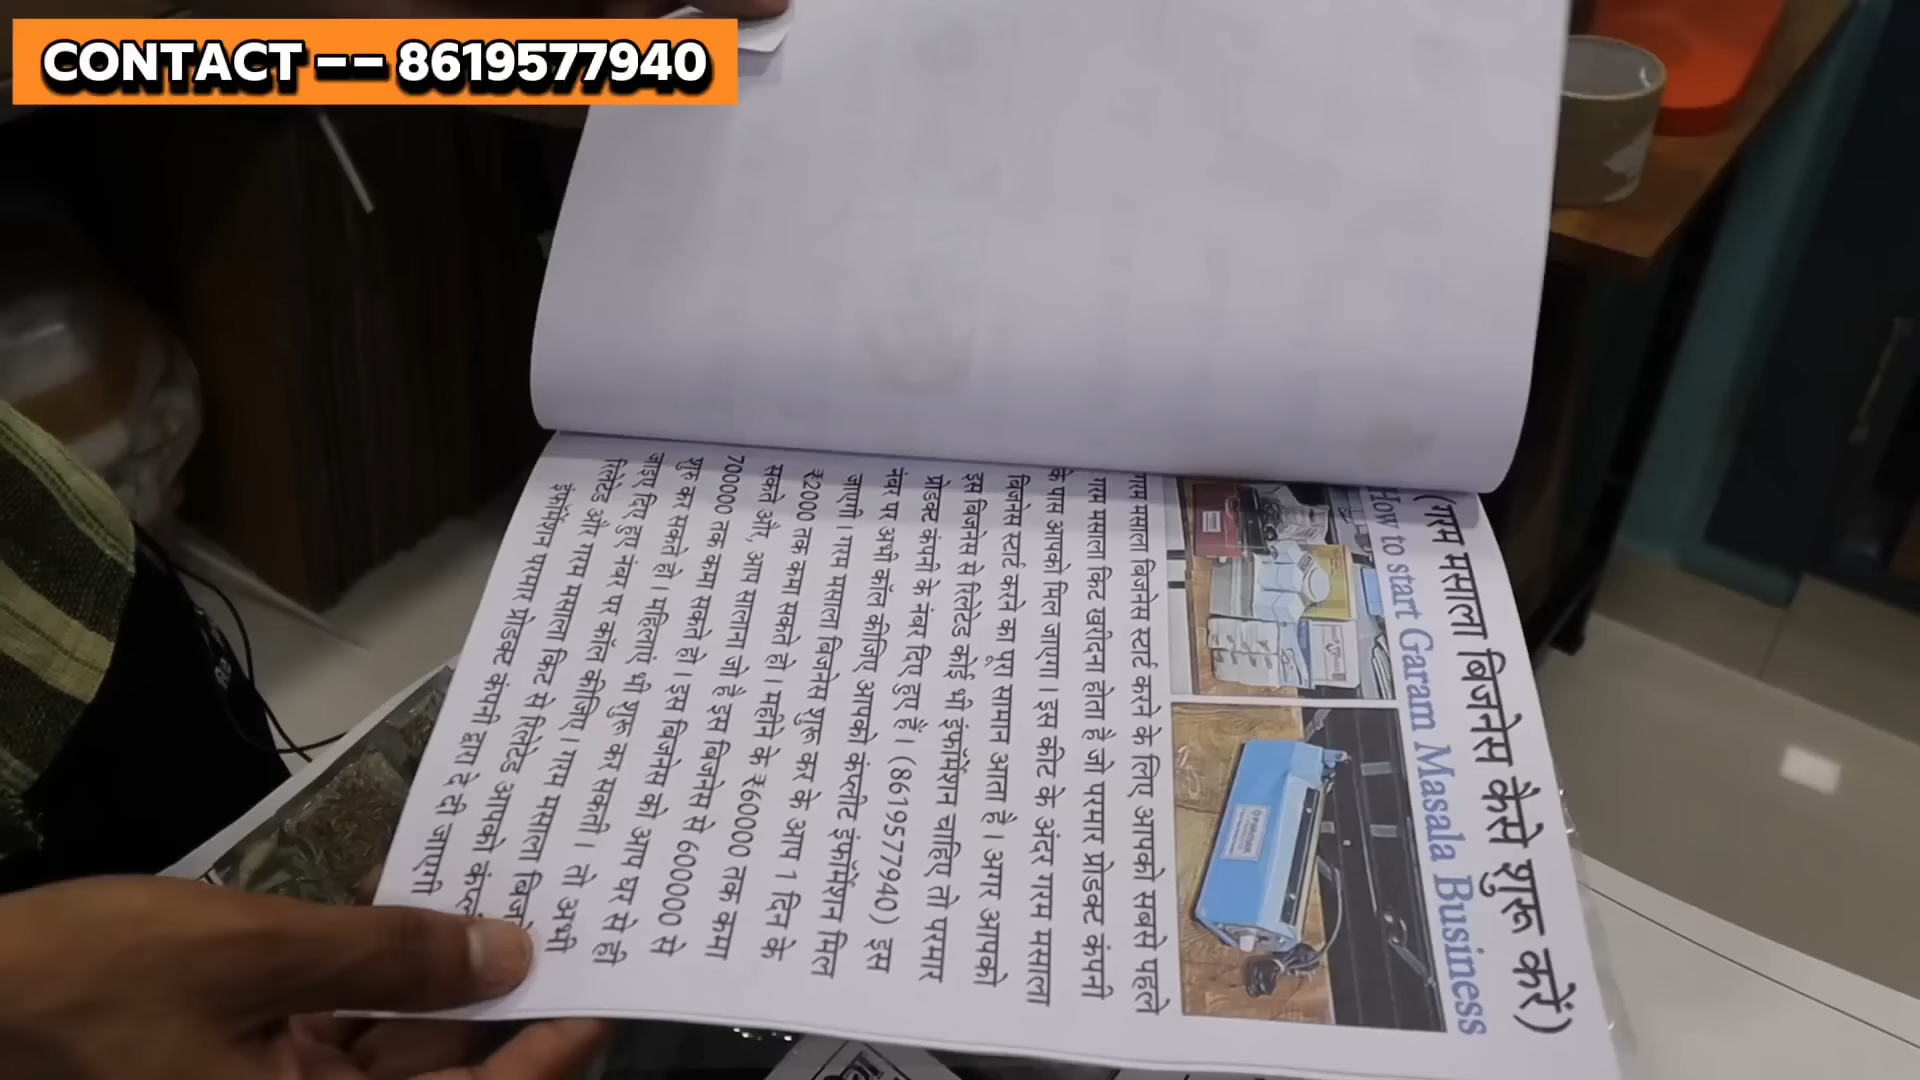 CONTACT -- 8619577940
(गरम मसाला बिजनेस कैसे शुरू करें)
How to start Garam Masala Business
गरम मसाला बिजनेस स्टार्ट करने के लिए आपको सबसे पहले
गरम मसाला किट खरीदना होता है जो परमार प्रोडक्ट कंपनी
के पास आपको मिल जाएगा। इस कीट के अंदर गरम मसाला
बिजनेस स्टार्ट करने का पूरा सामान आता है। अगर आपको
इस बिजनेस से रिलेटेड कोई भी इंफॉर्मेशन चाहिए तो परमार
प्रोडक्ट कंपनी के नंबर दिए हुए हैं। (8619577940) इस
नंबर पर अभी कॉल कीजिए आपको कंप्लीट इंफॉर्मेशन मिल
जाएगी। गरम मसाला बिजनेस शुरू कर के आप 1 दिन के
₹2000 तक कमा सकते हो। महीने के ₹60000 तक कमा
सकते और, आप सालाना जो है इस बिजनेस से 600000 से
700000 तक कमा सकते हो। इस बिजनेस को आप घर से ही
शुरु कर सकते हो। महिलाएं भी शुरू कर सकती। तो अभी
जाइए दिए हुए नंबर पर कॉल कीजिए। गरम मसाला
रिलेटेड और गरम मसाला किट से रिलेटेड आपको
इंफॉर्मेशन परमार प्रोडक्ट कंपनी द्वारा दे दी जाएगी